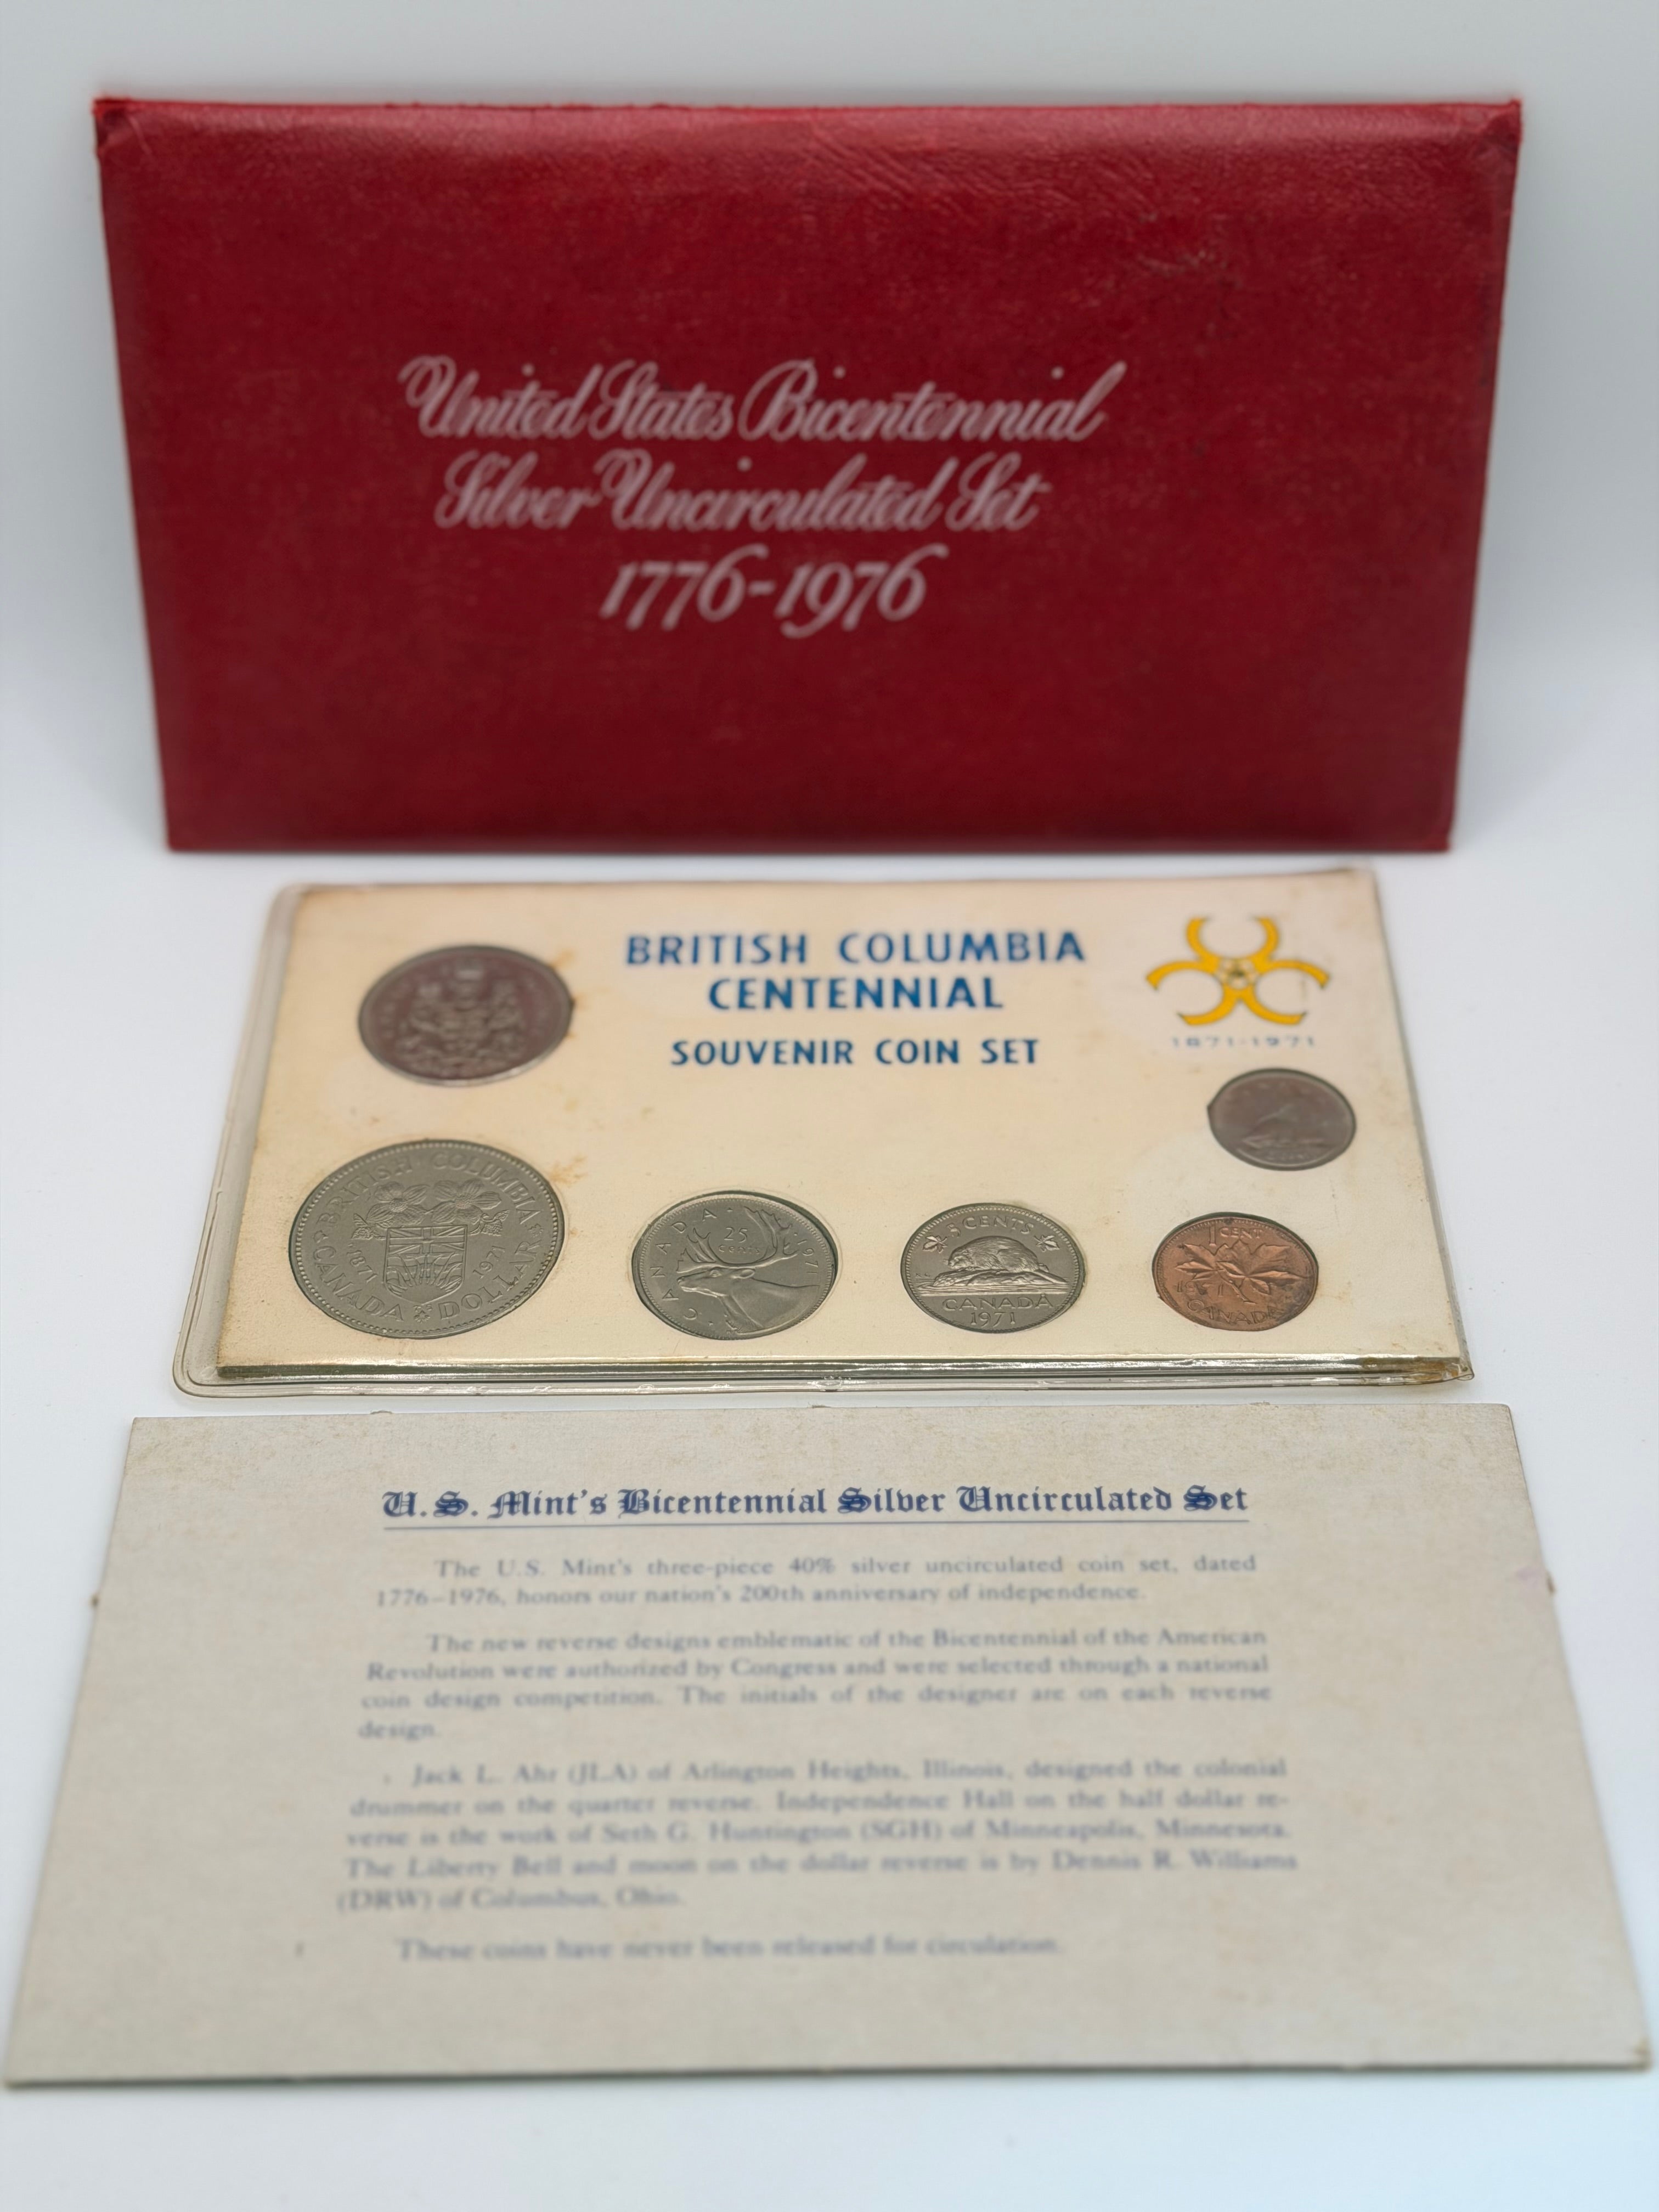 United States Bicentennial
Silver Uncirculated Set
1776-1976
BRITISH COLUMBIA
CENTENNIAL
SOUVENIR COIN SET
1871-1971
BRITISH COLUMBIA
1871 1971
CANADA DOLLAR
CANADA
25
CENTS
1971
5 CENTS
CANADA
1971
1 CENT
1971
CANADA
U.S. Mint's Bicentennial Silver Uncirculated Set
The U.S. Mint's three-piece 40% silver uncirculated coin set, dated
1776–1976, honors our nation's 200th anniversary of independence.
The new reverse designs emblematic of the Bicentennial of the American
Revolution were authorized by Congress and were selected through a national
coin design competition. The initials of the designer are on each reverse
design.
Jack L. Ahr (JLA) of Arlington Heights, Illinois, designed the colonial
drummer on the quarter reverse. Independence Hall on the half dollar re-
verse is the work of Seth G. Huntington (SGH) of Minneapolis, Minnesota.
The Liberty Bell and moon on the dollar reverse is by Dennis R. Williams
(DRW) of Columbus, Ohio.
These coins have never been released for circulation.